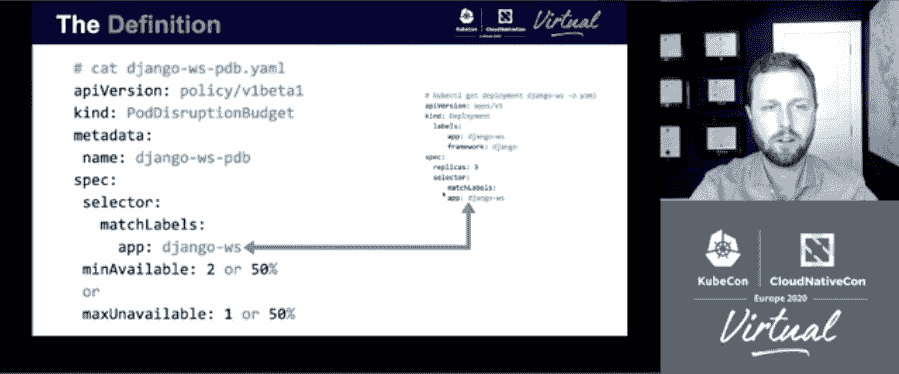 The Definition
KubeCon
CloudNativeCon
Virtual
# cat django-ws-pdb.yaml
apiVersion: policy/v1beta1
kind: PodDisruptionBudget
metadata:
name: django-ws-pdb
spec:
selector:
matchLabels:
app: django-ws
minAvailable: 2 or 50%
or
maxUnavailable: 1 or 50%
# kubectl get deployment django-ws -o yaml
apiVersion: apps/v1
kind: Deployment
labels:
app: django-ws
framework: django
spec:
replicas: 3
selector:
matchLabels:
app: django-ws
KubeCon
CloudNativeCon
Europe 2020
Virtual